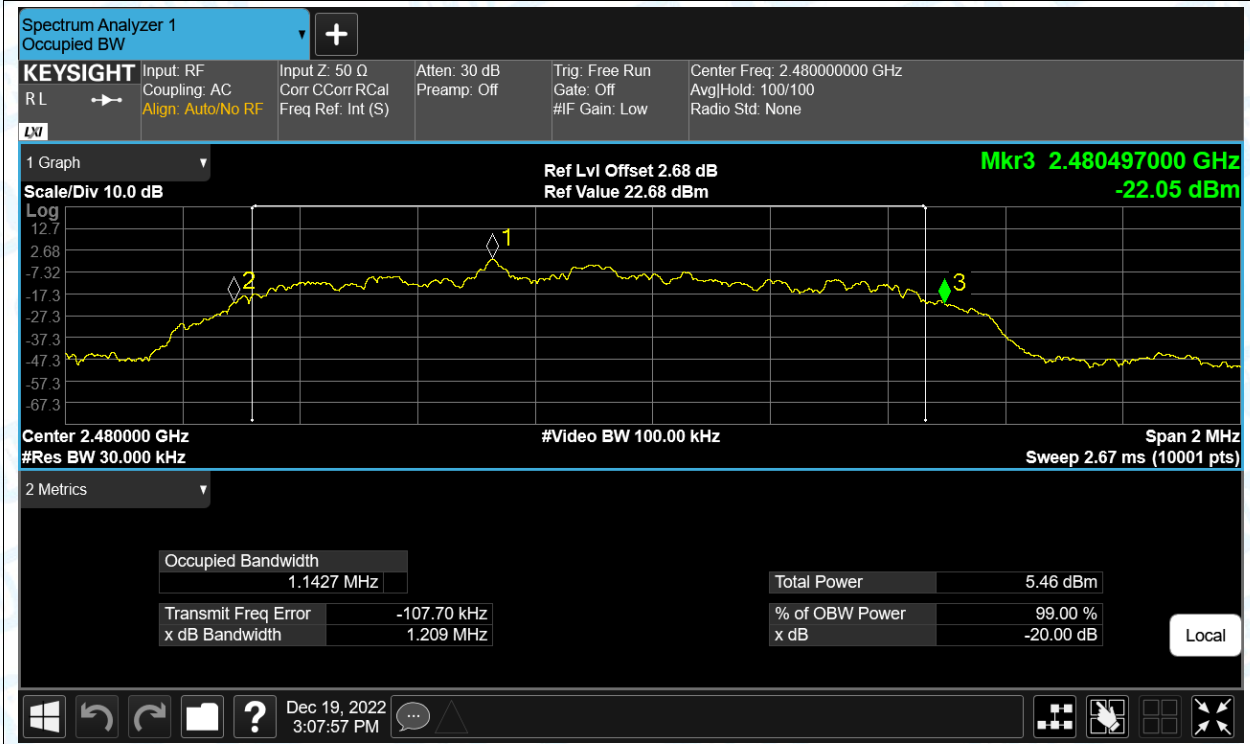 Spectrum Analyzer 1
Occupied BW
KEYSIGHT
R L
LXI
Input: RF
Coupling: AC
Align: Auto/No RF
Input Z: 50 Ω
Corr CCorr RCal
Freq Ref: Int (S)
Atten: 30 dB
Preamp: Off
Trig: Free Run
Gate: Off
#IF Gain: Low
Center Freq: 2.480000000 GHz
Avg|Hold: 100/100
Radio Std: None
1 Graph
Scale/Div 10.0 dB
Ref Lvl Offset 2.68 dB
Ref Value 22.68 dBm
Mkr3 2.480497000 GHz
-22.05 dBm
Log
12.7
2.68
-7.32
-17.3
-27.3
-37.3
-47.3
-57.3
-67.3
1
2
3
Center 2.480000 GHz
#Res BW 30.000 kHz
#Video BW 100.00 kHz
Span 2 MHz
Sweep 2.67 ms (10001 pts)
2 Metrics
Occupied Bandwidth
1.1427 MHz
Transmit Freq Error -107.70 kHz
x dB Bandwidth 1.209 MHz
Total Power 5.46 dBm
% of OBW Power 99.00 %
x dB -20.00 dB
Local
?
Dec 19, 2022
3:07:57 PM